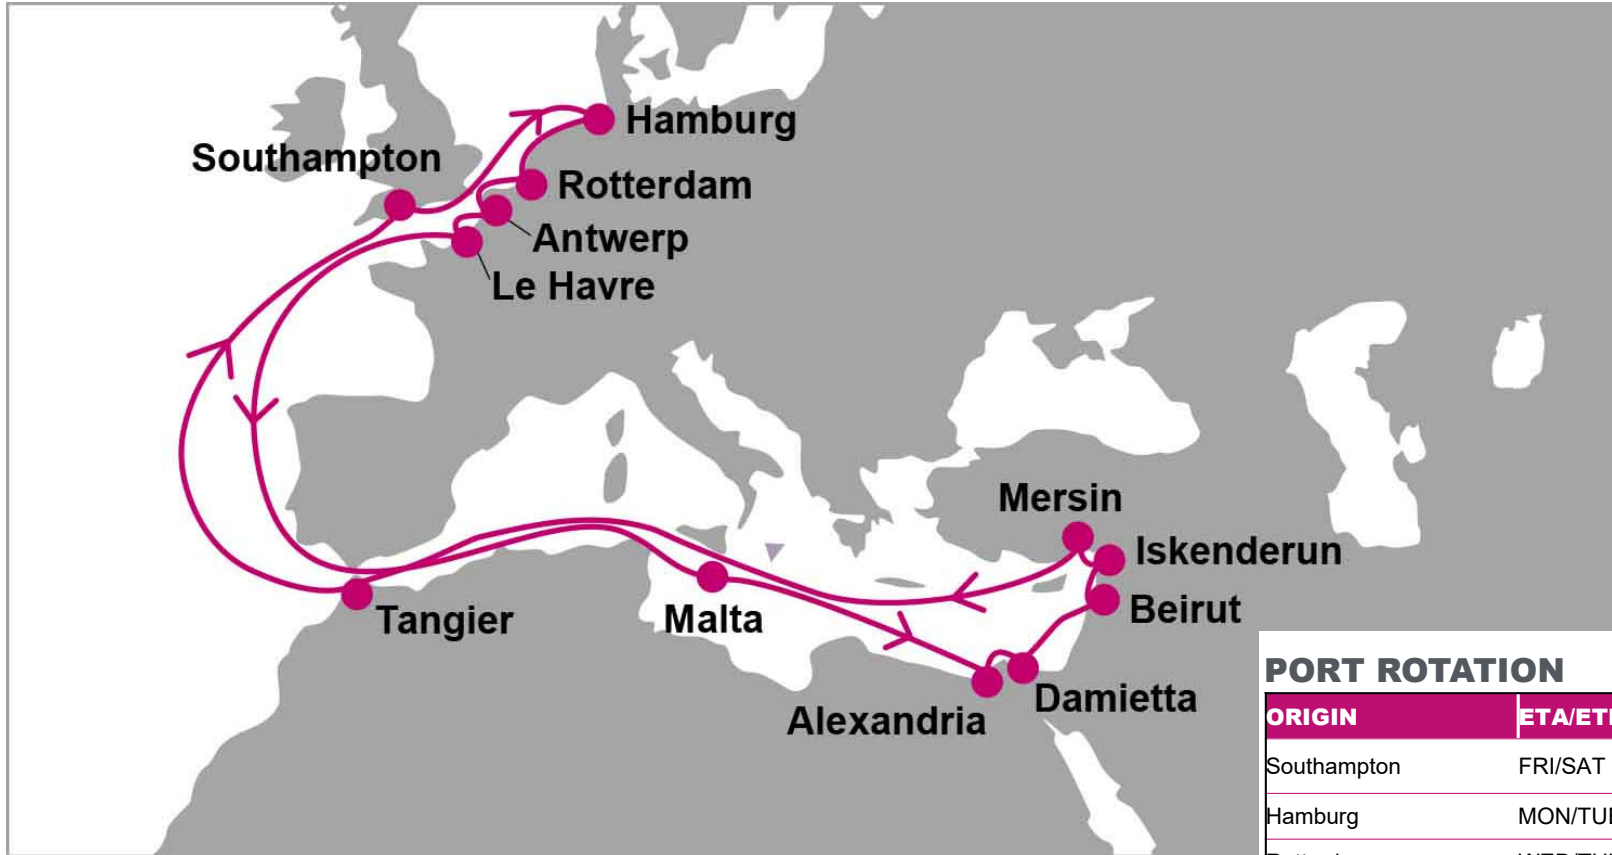 Hamburg
Southampton
Rotterdam
Antwerp
Le Havre
Mersin
Iskenderun
Beirut
Tangier
Malta
Damietta
Alexandria
PORT ROTATION
ORIGIN
Southampton FRI/SAT
Hamburg